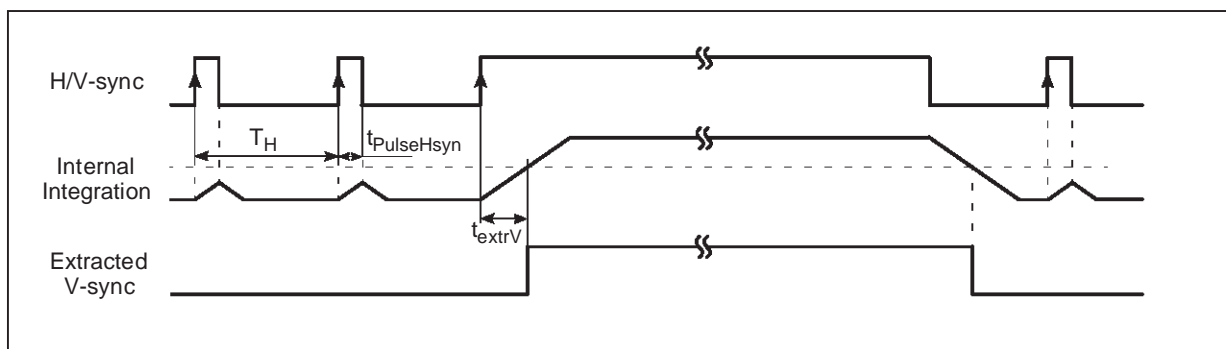 H/V-sync
T_H
t_PulseHsyn
Internal
Integration
t_extrV
Extracted
V-sync